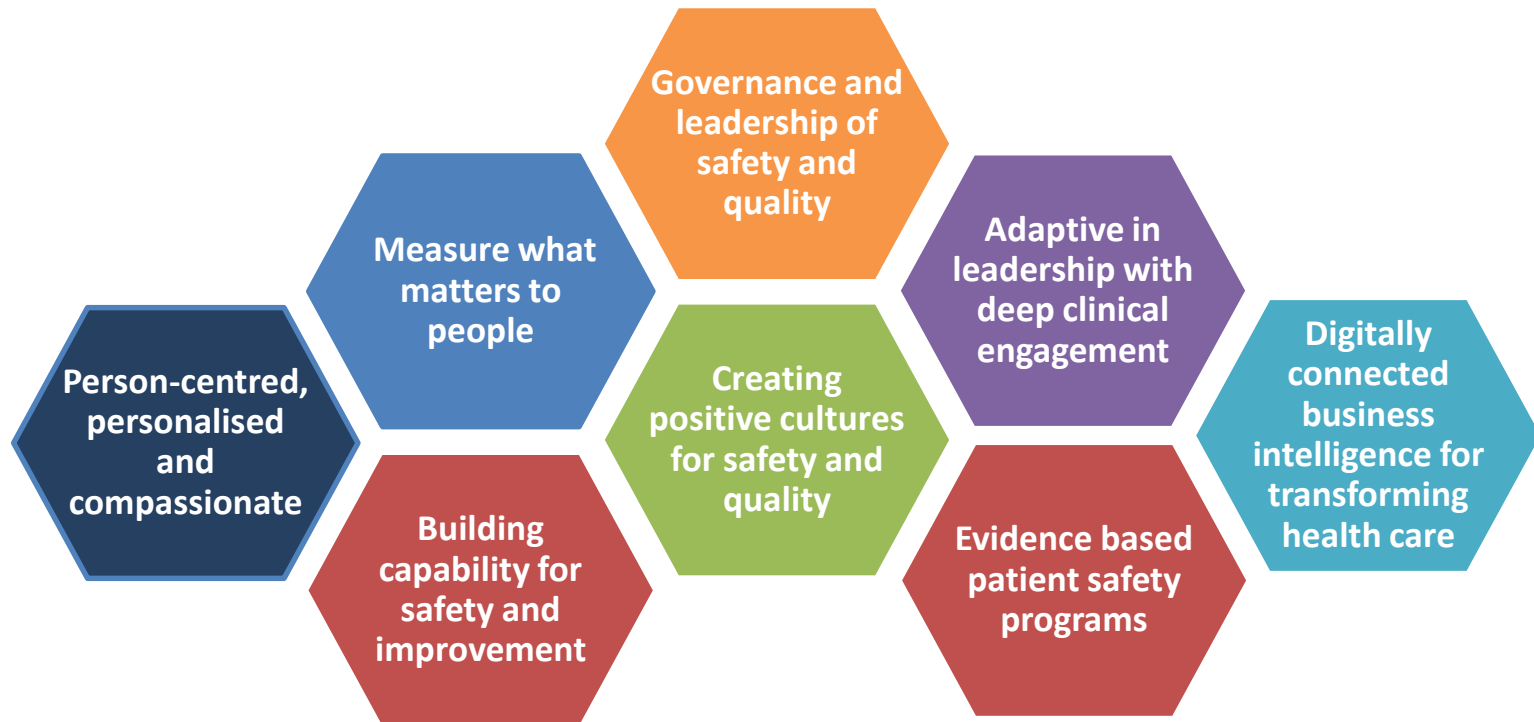 Governance and
leadership of
safety and
quality
Measure what
matters to
people
Adaptive in
leadership with
deep clinical
engagement
Person-centred,
personalised
and
compassionate
Creating
positive cultures
for safety and
quality
Digitally
connected
business
intelligence for
transforming
health care
Building
capability for
safety and
improvement
Evidence based
patient safety
programs